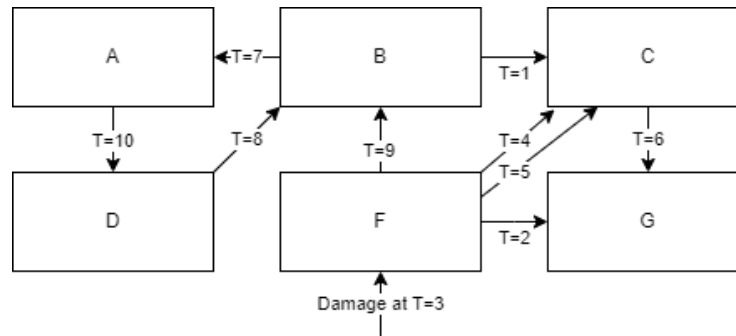 A
T=7
B
T=1
C
T=10
T=8
T=9
T=4
T=5
T=6
D
F
T=2
G
Damage at T=3